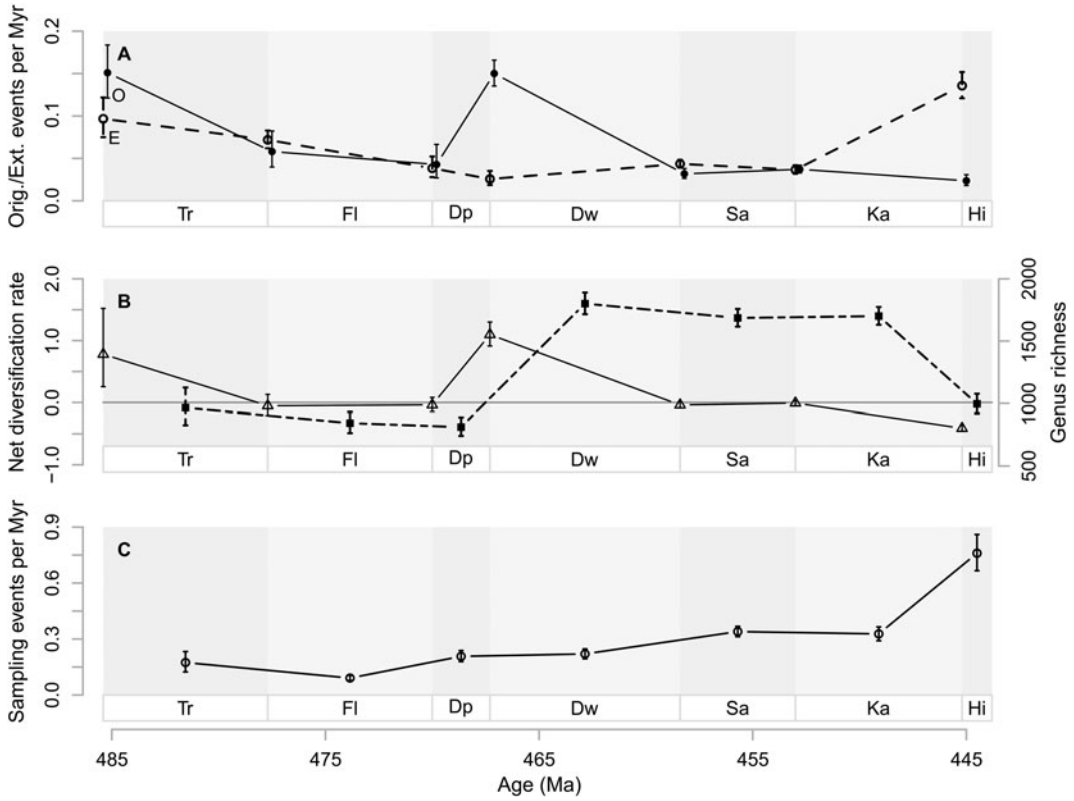 Orig./Ext. events per Myr
0.2
0.1
0.0
A
O
E
Tr Fl Dp Dw Sa Ka Hi
Net diversification rate
2.0
1.0
0.0
−1.0
B
Genus richness
2000
1500
1000
500
Tr Fl Dp Dw Sa Ka Hi
Sampling events per Myr
0.9
0.6
0.3
0.0
C
Tr Fl Dp Dw Sa Ka Hi
485 475 465 455 445
Age (Ma)